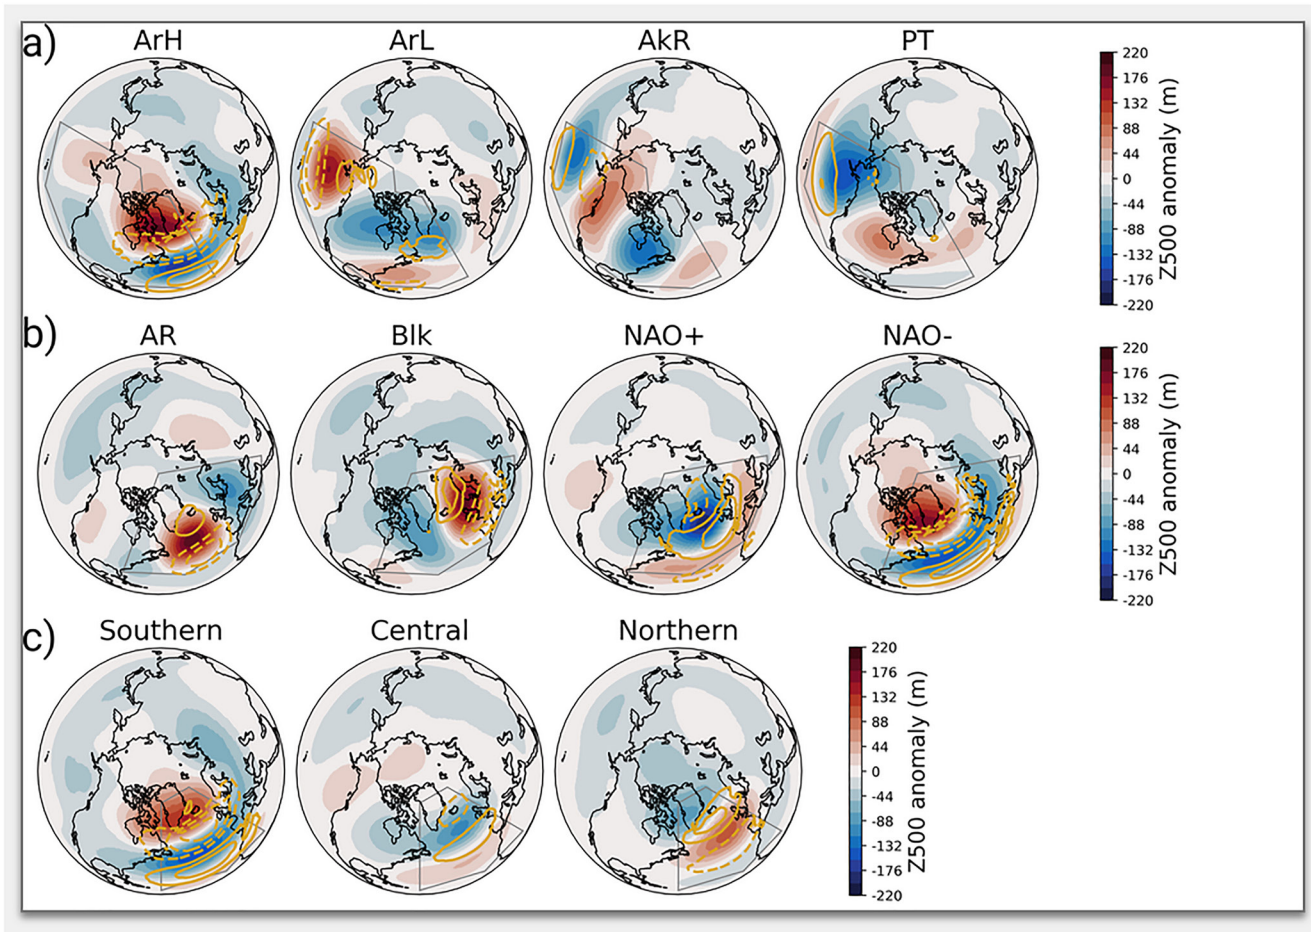 a)
ArH
ArL
AkR
PT
220
176
132
88
44
0
-44
-88
-132
-176
-220
Z500 anomaly (m)
b)
AR
Blk
NAO+
NAO-
220
176
132
88
44
0
-44
-88
-132
-176
-220
Z500 anomaly (m)
c)
Southern
Central
Northern
220
176
132
88
44
0
-44
-88
-132
-176
-220
Z500 anomaly (m)